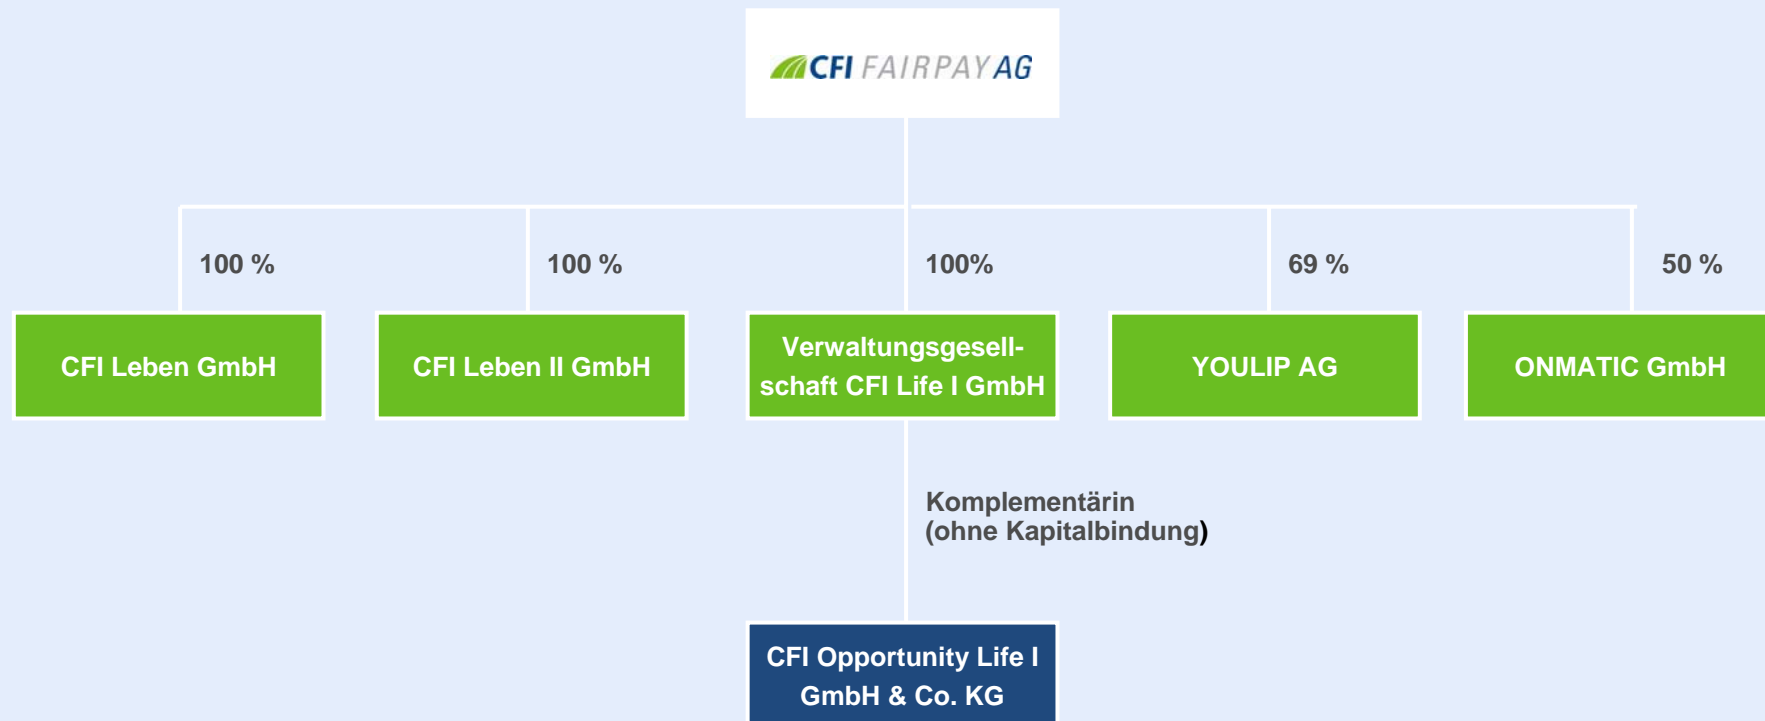 CFI FAIRPAY AG
100 %
100 %
100%
69 %
50 %
CFI Leben GmbH
CFI Leben II GmbH
Verwaltungsgesell-
schaft CFI Life I GmbH
YOULIP AG
ONMATIC GmbH
Komplementärin
(ohne Kapitalbindung)
CFI Opportunity Life I
GmbH & Co. KG